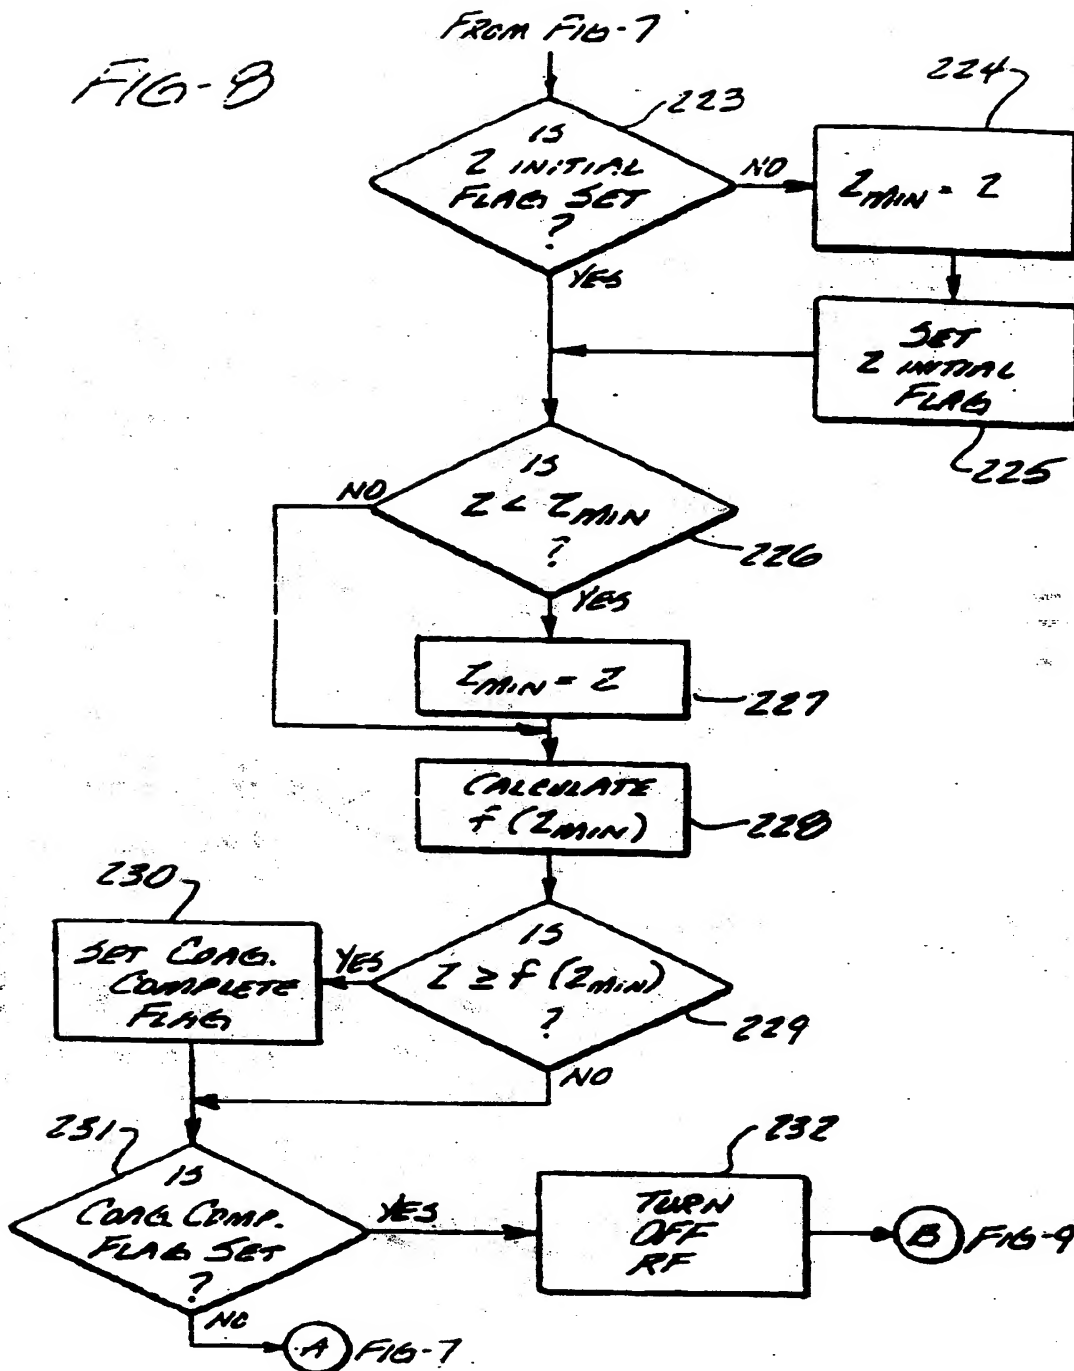 FROM FIG-7
FIG-8
223
224
IS
Z INITIAL
FLAG SET
?
NO
YES
ZMIN = Z
SET
Z INITIAL
FLAG
225
IS
Z < ZMIN
?
NO
226
YES
ZMIN = Z
227
CALCULATE
f (ZMIN)
228
230
SET COAG.
COMPLETE
FLAG
YES
IS
Z ≥ f (ZMIN)
?
229
NO
231
232
IS
COAG. COMP.
FLAG SET
?
YES
TURN
OFF
RF
B FIG-9
NO
A FIG-7